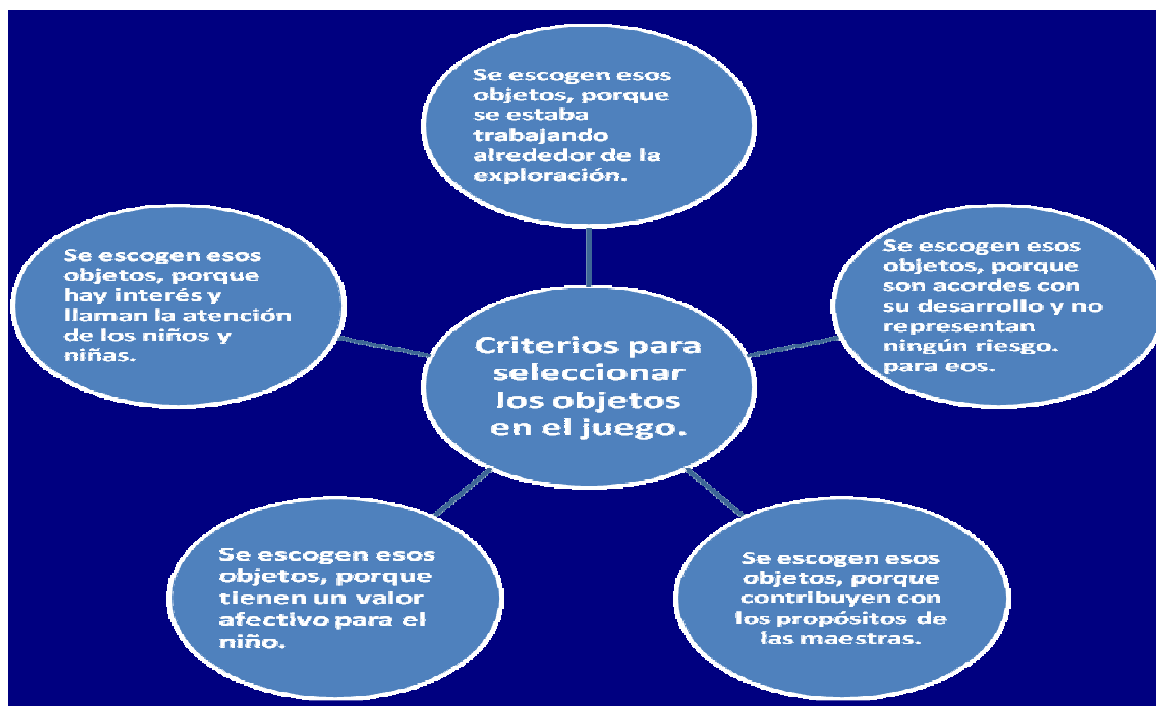 Se escogen esos
objetos, porque
se estaba
trabajando
alrededor de la
exploración.
Se escogen esos
objetos, porque
hay interés y
llaman la atención
de los niños y
niñas.
Se escogen esos
objetos, porque
son acordes con
su desarrollo y no
representan
ningún riesgo.
para eos.
Criterios para
seleccionar
los objetos
en el juego.
Se escogen esos
objetos, porque
tienen un valor
afectivo para el
niño.
Se escogen esos
objetos, porque
contribuyen con
los propósitos de
las maestras.